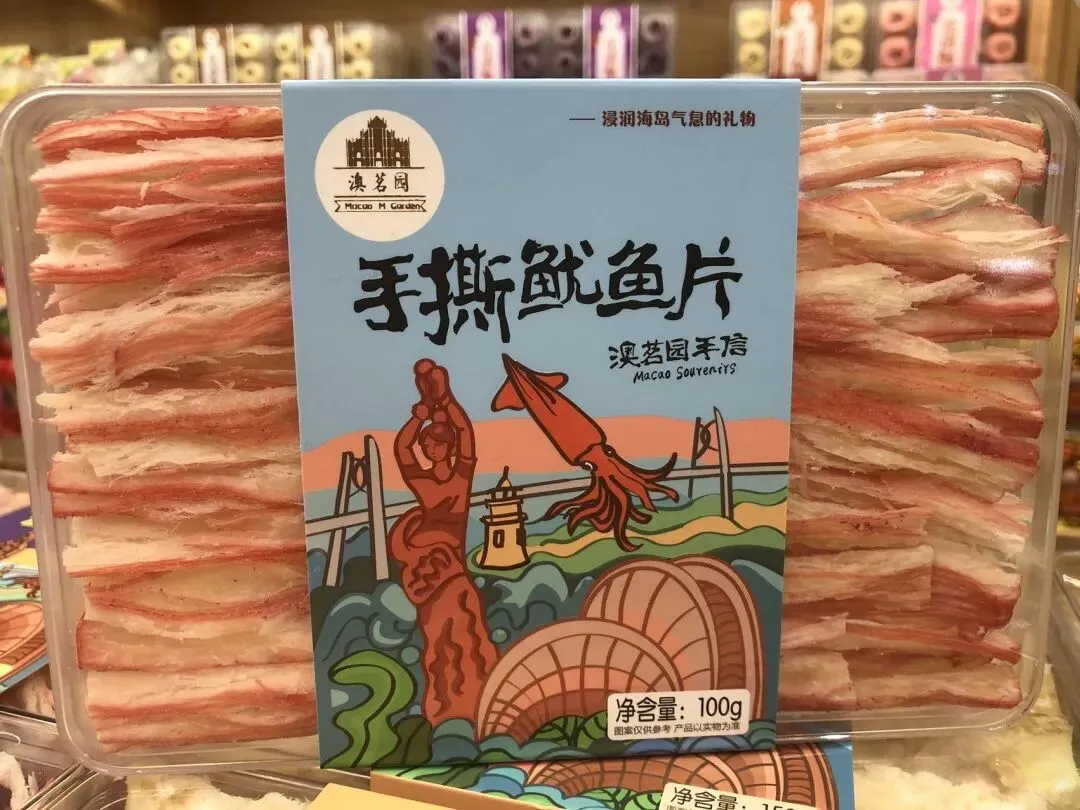 —— 浸润海岛气息的礼物
澳茗园
Macao M Garden
手撕鱿鱼片
澳茗园手信
Macao Souvenirs
净含量：100g
图案仅供参考 产品以实物为准
净含量：15